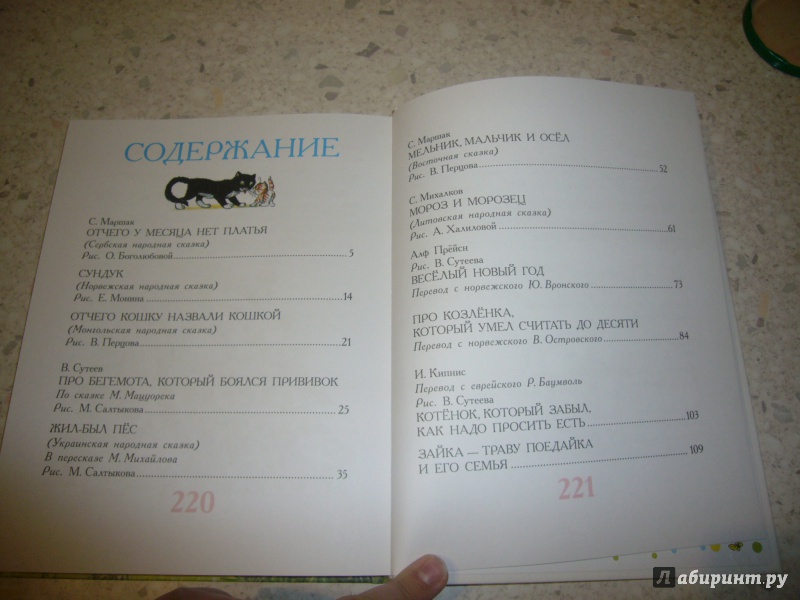 СОДЕРЖАНИЕ
С. Маршак
ОТЧЕГО У МЕСЯЦА НЕТ ПЛАТЬЯ
(Сербская народная сказка)
Рис. О. Боголюбовой 5
СУНДУК
(Норвежская народная сказка)
Рис. Е. Монина 14
ОТЧЕГО КОШКУ НАЗВАЛИ КОШКОЙ
(Монгольская народная сказка)
Рис. В. Перцова 21
В. Сутеев
ПРО БЕГЕМОТА, КОТОРЫЙ БОЯЛСЯ ПРИВИВОК
По сказке М. Мацоурека
Рис. М. Салтыкова 25
ЖИЛ-БЫЛ ПЁС
(Украинская народная сказка)
В пересказе М. Михайлова
Рис. М. Салтыкова 35
220
С. Маршак
МЕЛЬНИК, МАЛЬЧИК И ОСЁЛ
(Восточная сказка)
Рис. В. Перцова 52
С. Михалков
МОРОЗ И МОРОЗЕЦ
(Литовская народная сказка)
Рис. А. Халиловой 61
Алф Прёйсн
Рис. В. Сутеева
ВЕСЁЛЫЙ НОВЫЙ ГОД
Перевод с норвежского Ю. Вронского 73
ПРО КОЗЛЁНКА,
КОТОРЫЙ УМЕЛ СЧИТАТЬ ДО ДЕСЯТИ
Перевод с норвежского В. Островского 84
И. Кипнис
Перевод с еврейского Р. Баумволь
Рис. В. Сутеева
КОТЁНОК, КОТОРЫЙ ЗАБЫЛ,
КАК НАДО ПРОСИТЬ ЕСТЬ 103
ЗАЙКА — ТРАВУ ПОЕДАЙКА
И ЕГО СЕМЬЯ 109
221
Лабиринт.ру